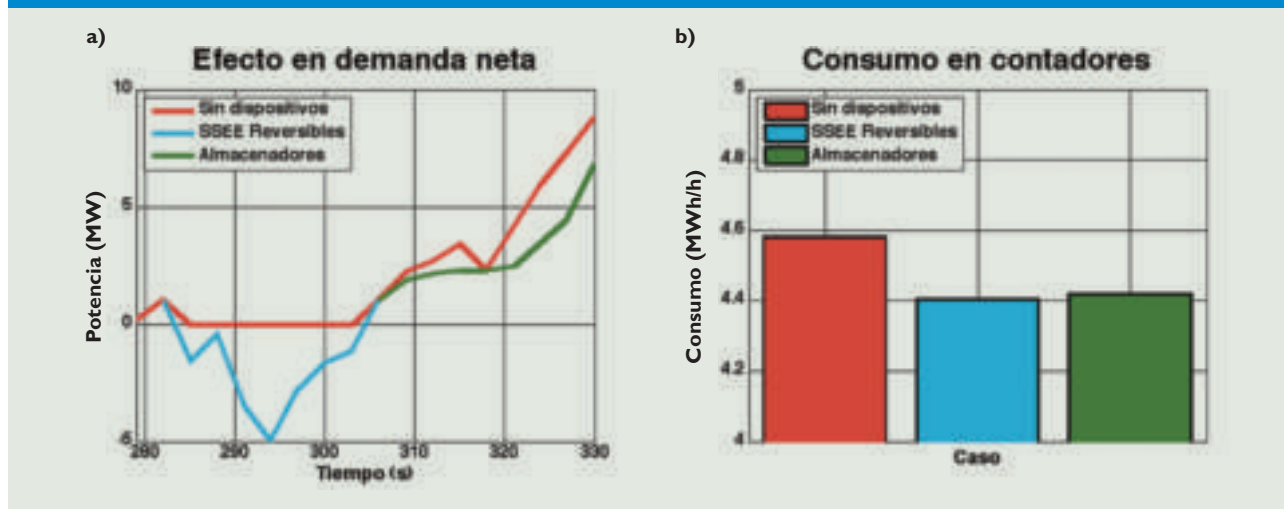 a)
Efecto en demanda neta
10
5
0
-5
Sin dispositivos
SSEE Reversibles
Almacenadores
Potencia (MW)
280 290 300 310 320 330
Tiempo (s)
b)
Consumo en contadores
5
4.8
4.6
4.4
4.2
4
Sin dispositivos
SSEE Reversibles
Almacenadores
Consumo (MWh/h)
Caso